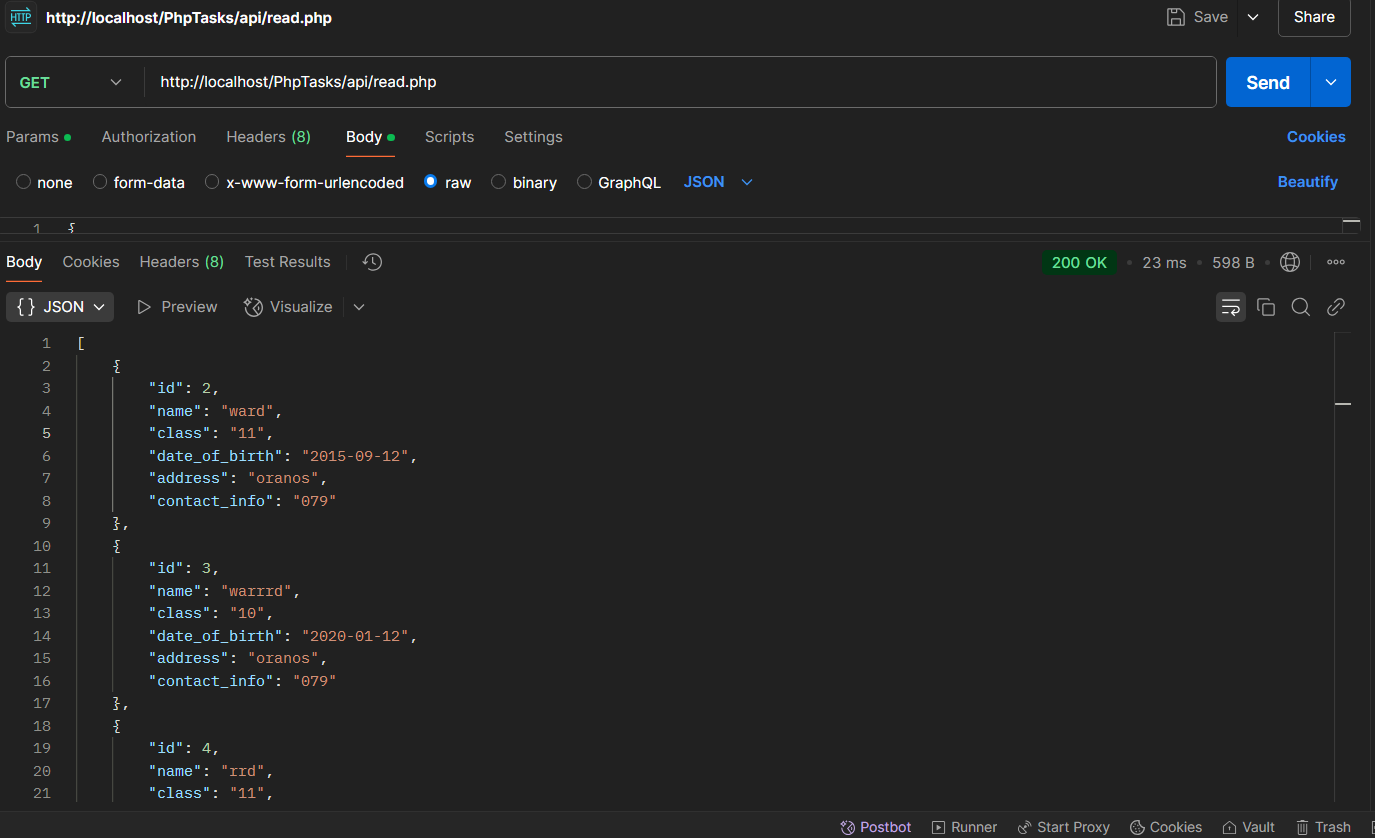 HTTP http://localhost/PhpTasks/api/read.php Save Share
GET http://localhost/PhpTasks/api/read.php Send
Params Authorization Headers (8) Body Scripts Settings Cookies
none form-data x-www-form-urlencoded raw binary GraphQL JSON Beautify
1 {
Body Cookies Headers (8) Test Results 200 OK 23 ms 598 B
{} JSON Preview Visualize
1 [
2 {
3 "id": 2,
4 "name": "ward",
5 "class": "11",
6 "date_of_birth": "2015-09-12",
7 "address": "oranos",
8 "contact_info": "079"
9 },
10 {
11 "id": 3,
12 "name": "warrrd",
13 "class": "10",
14 "date_of_birth": "2020-01-12",
15 "address": "oranos",
16 "contact_info": "079"
17 },
18 {
19 "id": 4,
20 "name": "rrd",
21 "class": "11",
Postbot Runner Start Proxy Cookies Vault Trash